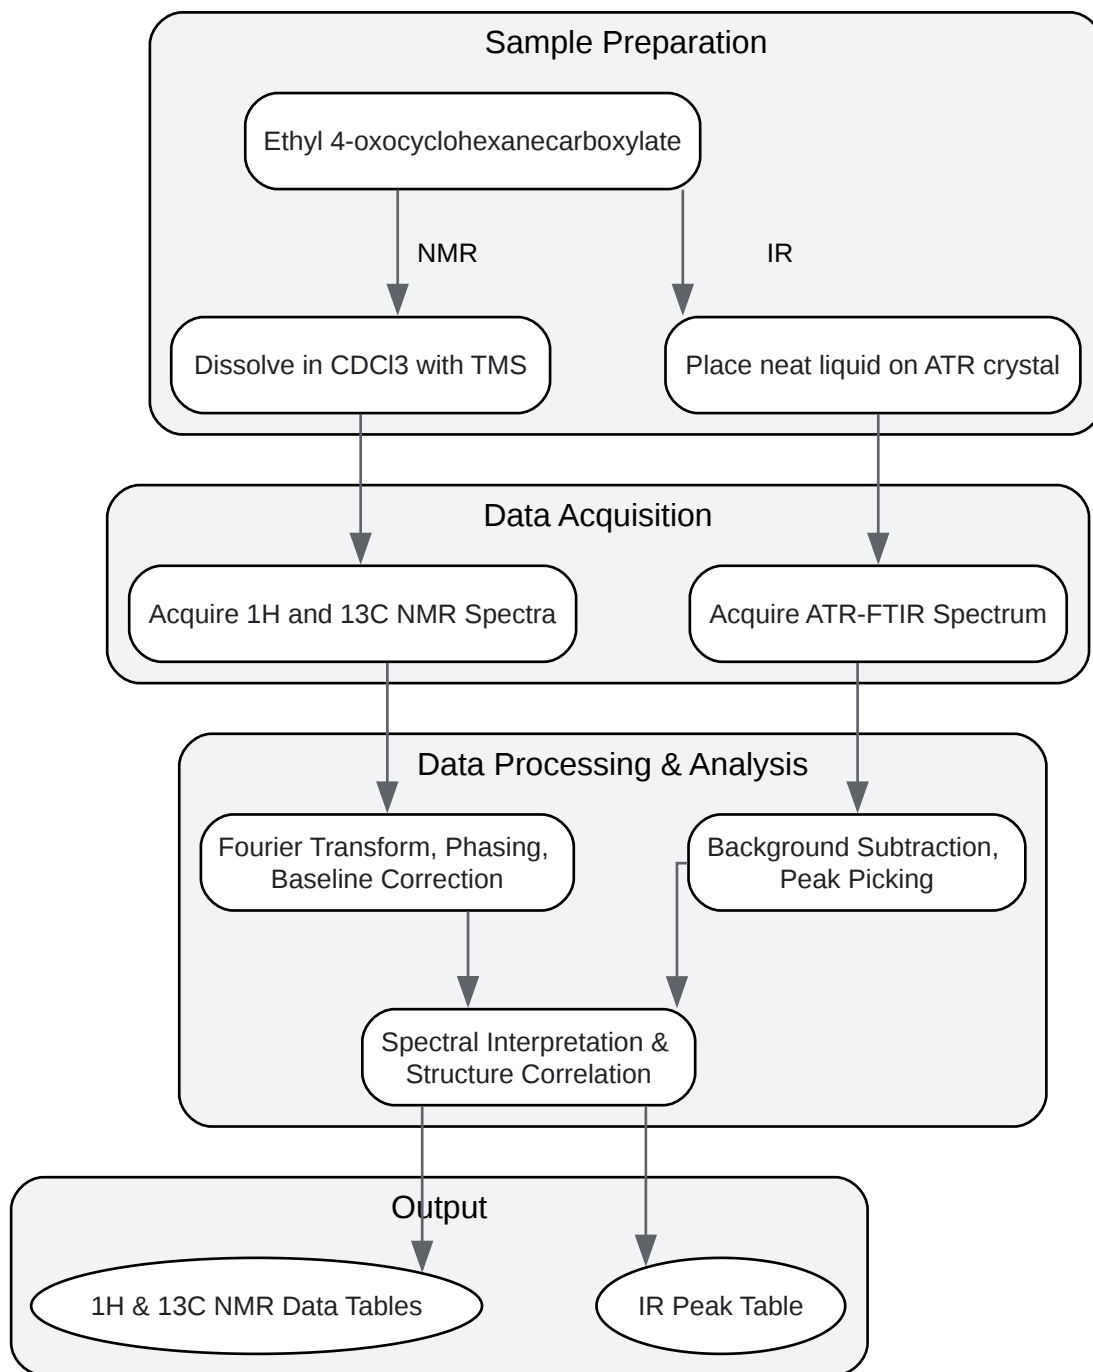 Sample Preparation
Ethyl 4-oxocyclohexanecarboxylate
NMR
IR
Dissolve in CDCl3 with TMS
Place neat liquid on ATR crystal
Data Acquisition
Acquire 1H and 13C NMR Spectra
Acquire ATR-FTIR Spectrum
Data Processing & Analysis
Fourier Transform, Phasing,
Baseline Correction
Background Subtraction,
Peak Picking
Spectral Interpretation &
Structure Correlation
Output
1H & 13C NMR Data Tables
IR Peak Table